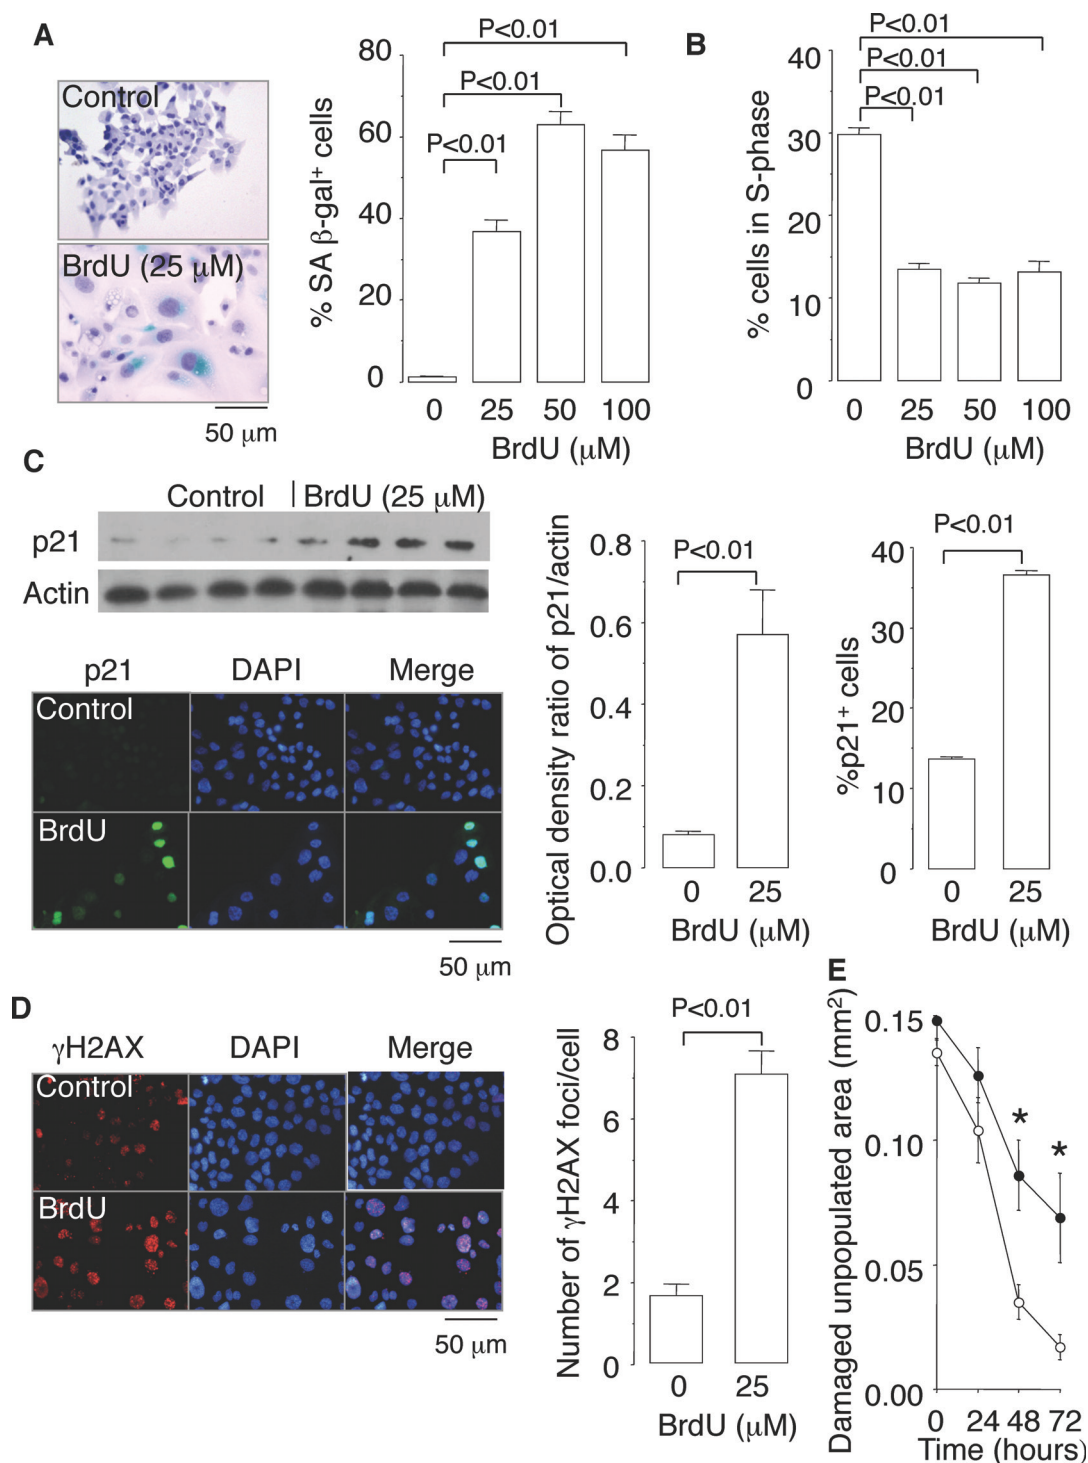 A
Control
BrdU (25 μM)
50 μm
% SA β-gal+ cells
80
60
40
20
0
P<0.01
P<0.01
P<0.01
0 25 50 100
BrdU (μM)
B
% cells in S-phase
40
30
20
10
0
P<0.01
P<0.01
P<0.01
0 25 50 100
BrdU (μM)
C
Control | BrdU (25 μM)
p21
Actin
p21 DAPI Merge
Control
BrdU
50 μm
Optical density ratio of p21/actin
0.8
0.6
0.4
0.2
0.0
P<0.01
0 25
BrdU (μM)
%p21+ cells
40
30
20
10
0
P<0.01
0 25
BrdU (μM)
D
γH2AX DAPI Merge
Control
BrdU
50 μm
Number of γH2AX foci/cell
8
6
4
2
0
P<0.01
0 25
BrdU (μM)
E
Damaged unpopulated area (mm2)
0.15
0.10
0.05
0.00
*
*
0 24 48 72
Time (hours)